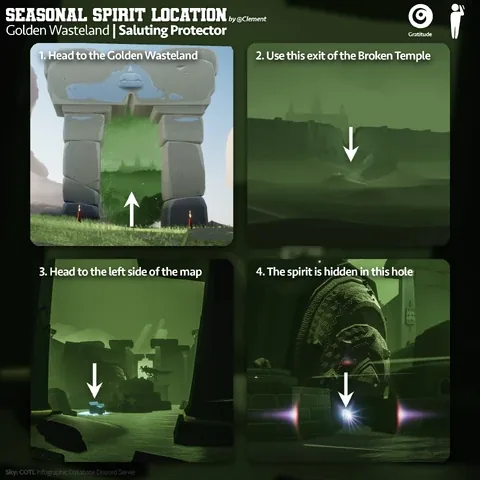 SEASONAL SPIRIT LOCATION by @Clement
Golden Wasteland | Saluting Protector
Gratitude
1. Head to the Golden Wasteland
2. Use this exit of the Broken Temple
3. Head to the left side of the map
4. The spirit is hidden in this hole
Sky: COTL Infographic Database Discord Server